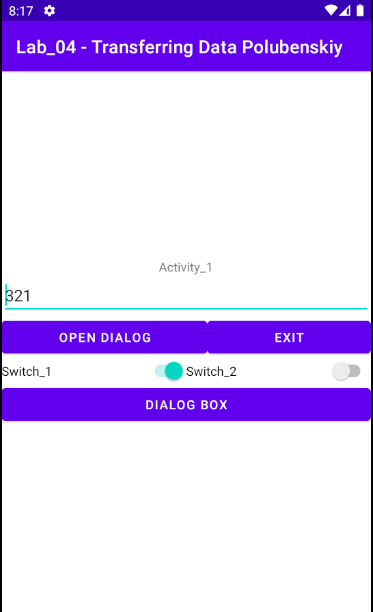 8:17
Lab_04 - Transferring Data Polubenskiy
Activity_1
321
OPEN DIALOG EXIT
Switch_1 Switch_2
DIALOG BOX